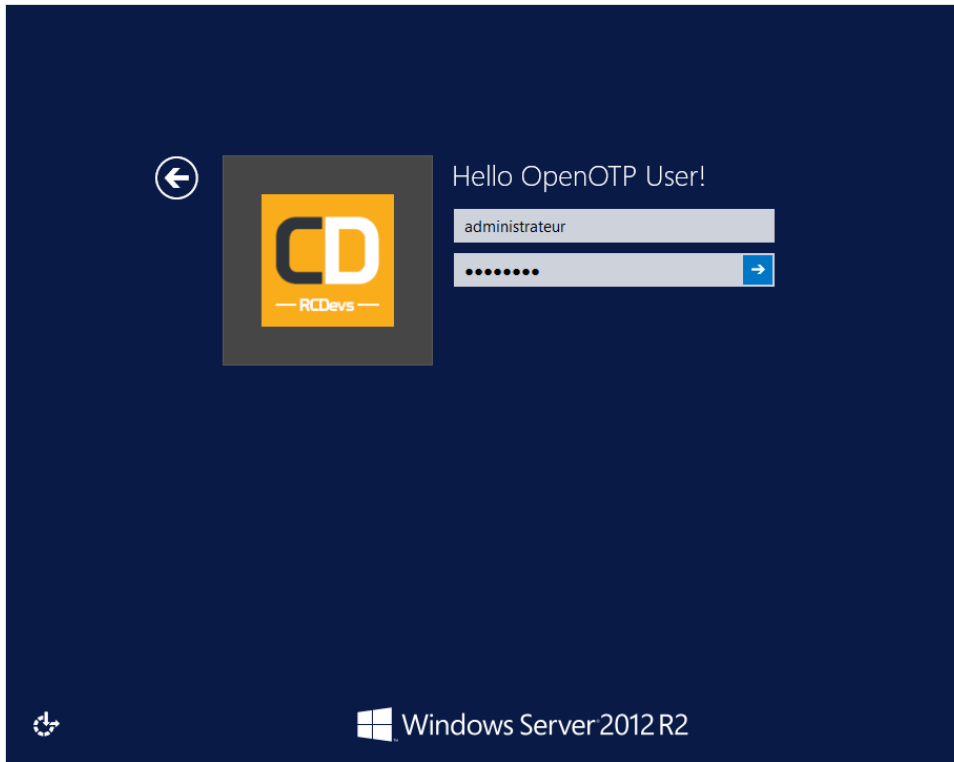 Hello OpenOTP User!
administrateur
••••••••
CD
RCDevs
Windows Server 2012 R2